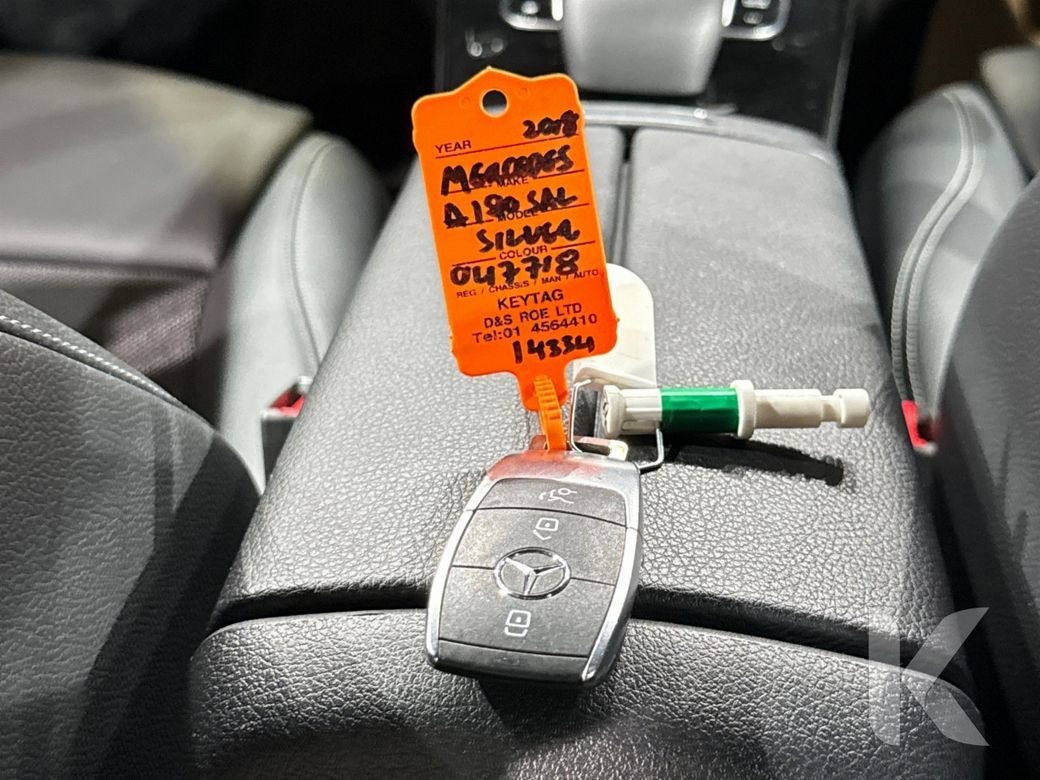 YEAR 2018
MERCEDES
MAKE
A180 SAL
MODEL
SILVER
COLOUR
047718
REG / CHASSIS / MAN / AUTO
KEYTAG
D&S ROE LTD
Tel:01 4564410
14334
K